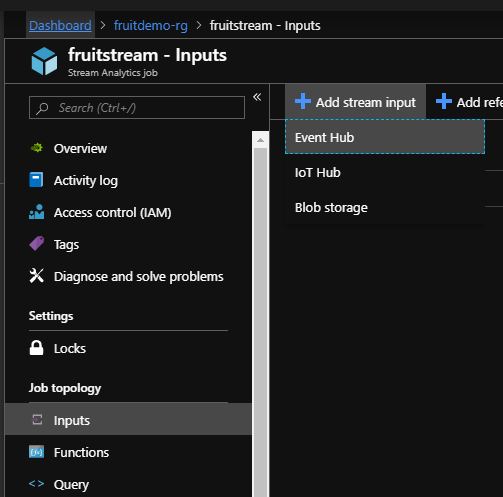 Dashboard > fruitdemo-rg > fruitstream - Inputs
fruitstream - Inputs
Stream Analytics job
Search (Ctrl+/)
«
Overview
Activity log
Access control (IAM)
Tags
Diagnose and solve problems
Settings
Locks
Job topology
Inputs
Functions
Query
+ Add stream input
+ Add refe
Event Hub
IoT Hub
Blob storage